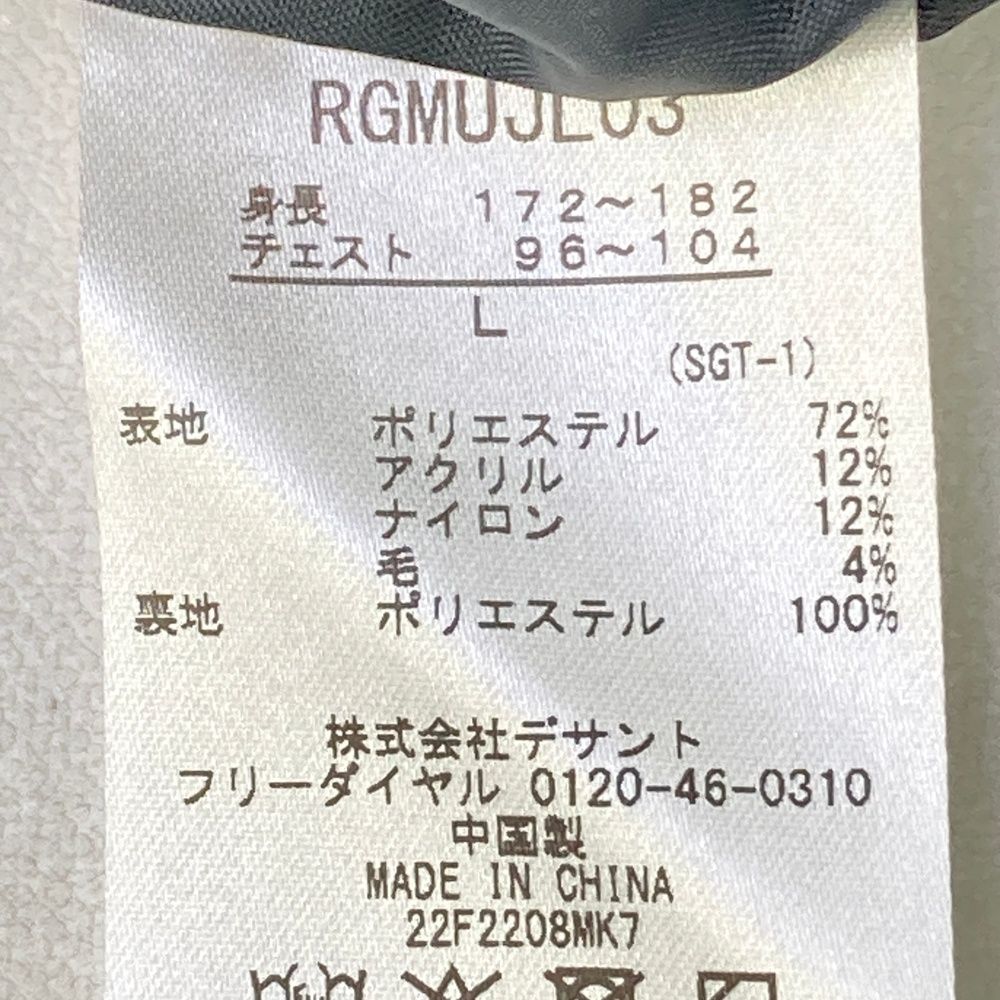 RGMUJL03
身長 172～182
チェスト 96～104
L
(SGT-1)
表地 ポリエステル 72%
アクリル 12%
ナイロン 12%
毛 4%
裏地 ポリエステル 100%
株式会社デサント
フリーダイヤル 0120-46-0310
中国製
MADE IN CHINA
22F2208MK7